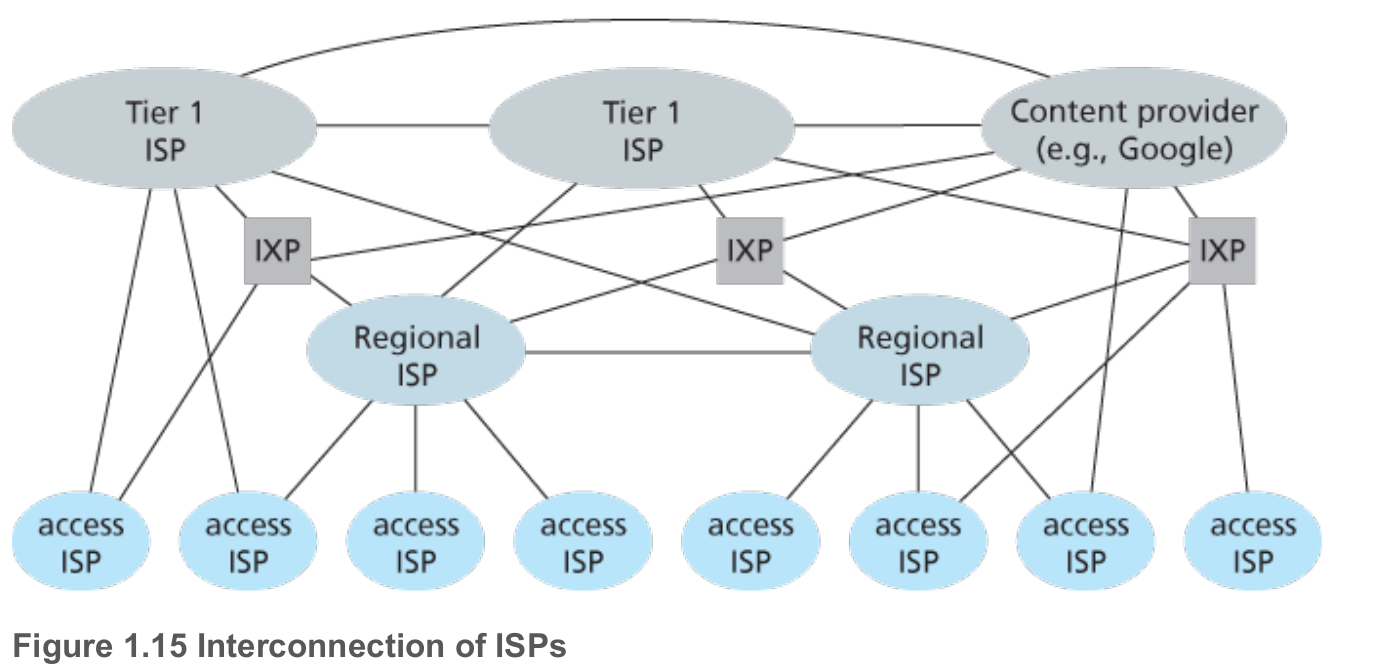 Tier 1
ISP
Tier 1
ISP
Content provider
(e.g., Google)
IXP
IXP
IXP
Regional
ISP
Regional
ISP
access
ISP
access
ISP
access
ISP
access
ISP
access
ISP
access
ISP
access
ISP
access
ISP
Figure 1.15 Interconnection of ISPs